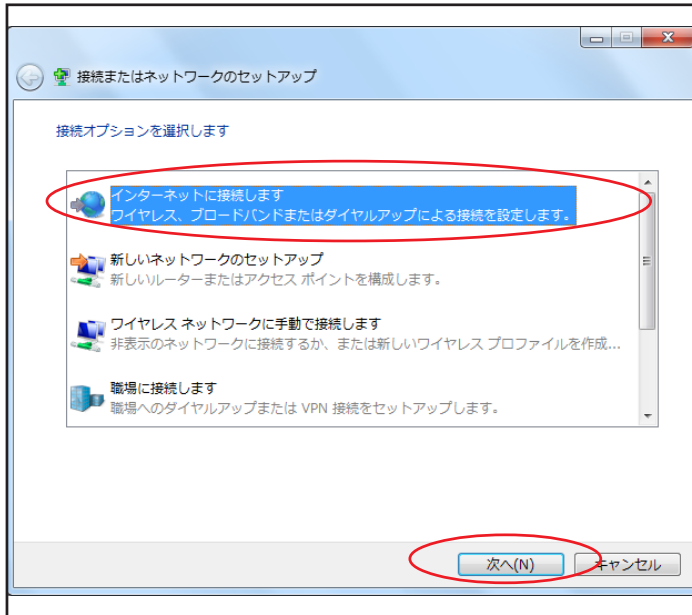 接続またはネットワークのセットアップ
接続オプションを選択します
インターネットに接続します
ワイヤレス、ブロードバンドまたはダイヤルアップによる接続を設定します。
新しいネットワークのセットアップ
新しいルーターまたはアクセス ポイントを構成します。
ワイヤレス ネットワークに手動で接続します
非表示のネットワークに接続するか、または新しいワイヤレス プロファイルを作成...
職場に接続します
職場へのダイヤルアップまたは VPN 接続をセットアップします。
次へ(N)
キャンセル